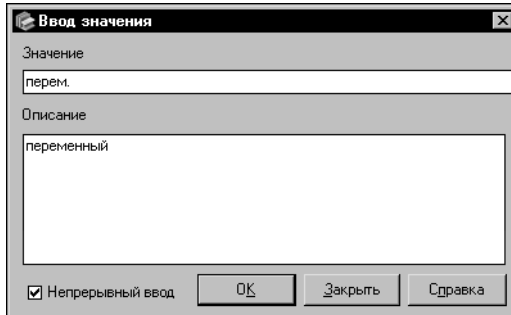 Ввод значения
Значение
перем.
Описание
переменный
Непрерывный ввод
OK
Закрыть
Справка